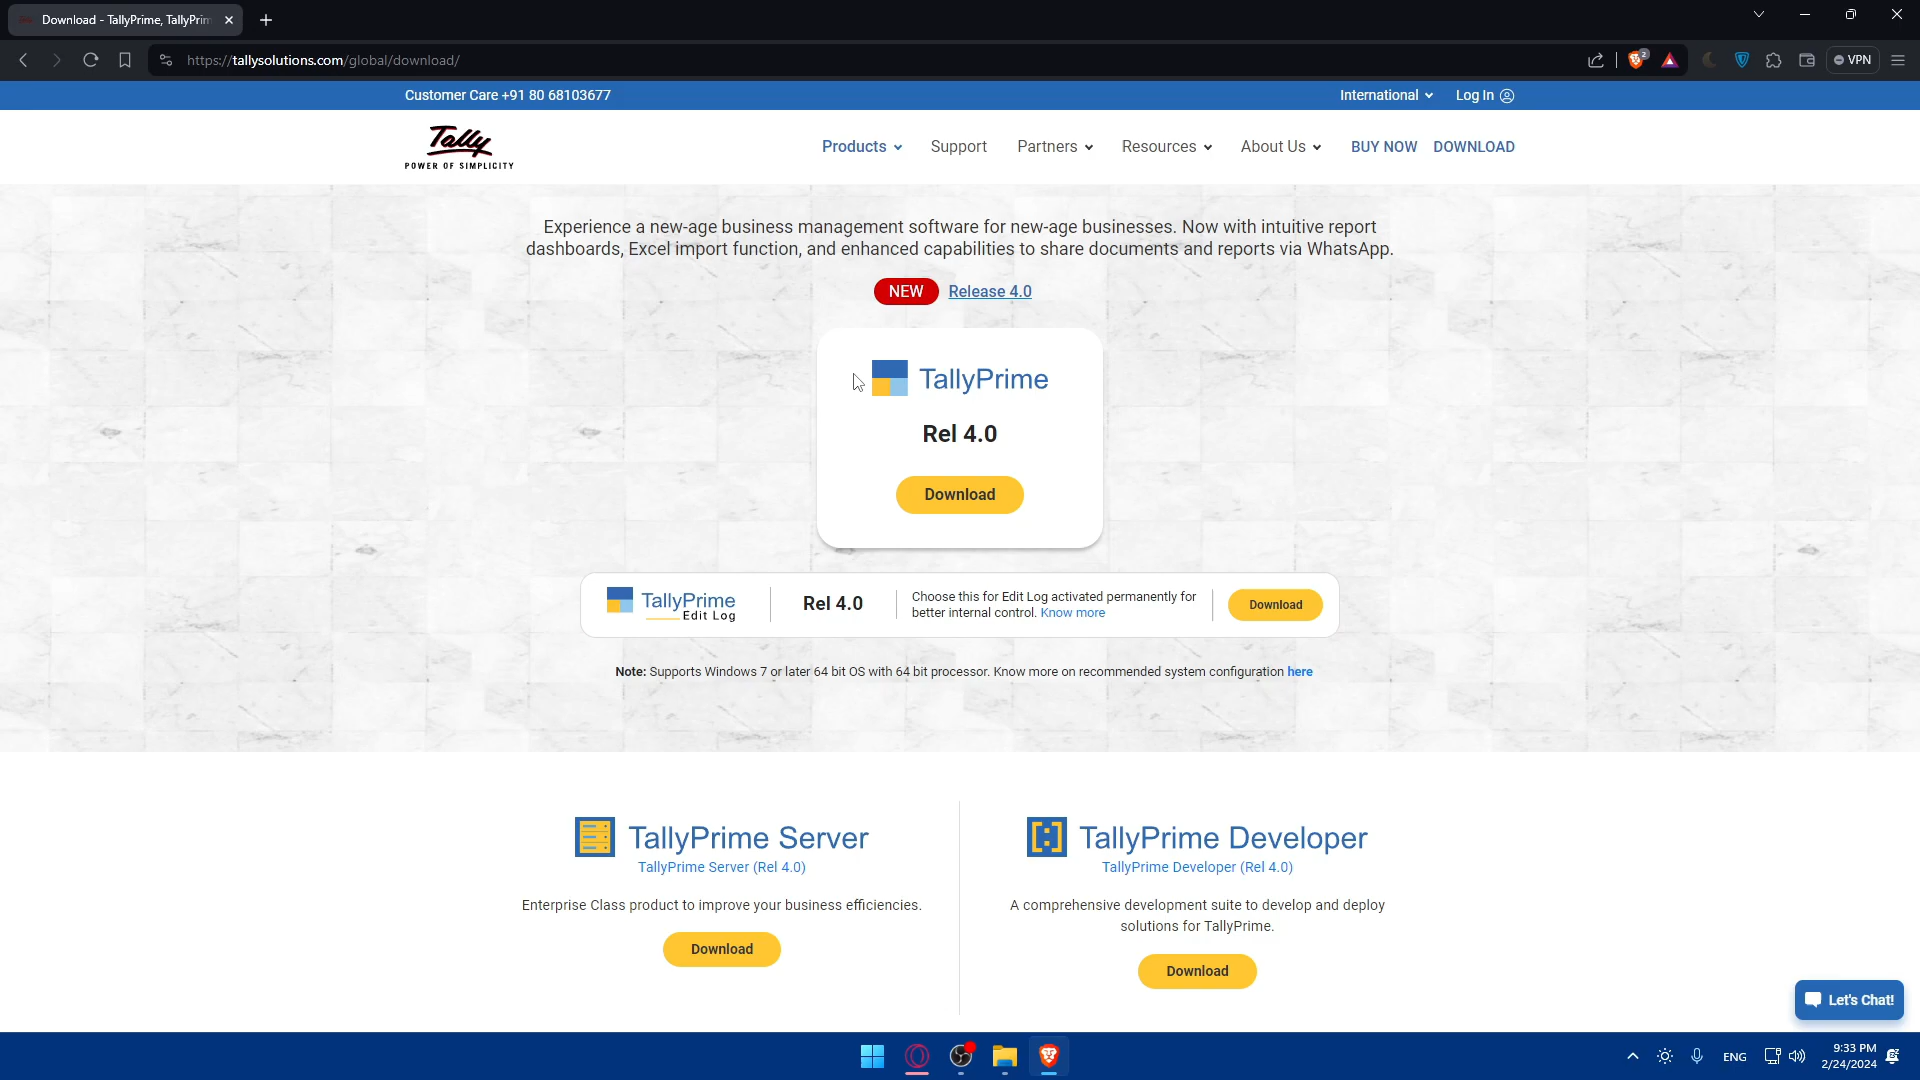 Download - TallyPrime, TallyPrim
https://tallysolutions.com/global/download/
2
VPN
Customer Care +91 80 68103677
International
Log In
Tally
POWER OF SIMPLICITY
Products
Support
Partners
Resources
About Us
BUY NOW
DOWNLOAD
Experience a new-age business management software for new-age businesses. Now with intuitive report
dashboards, Excel import function, and enhanced capabilities to share documents and reports via WhatsApp.
NEW Release 4.0
TallyPrime
Rel 4.0
Download
TallyPrime
Edit Log
Rel 4.0
Choose this for Edit Log activated permanently for
better internal control. Know more
Download
Note: Supports Windows 7 or later 64 bit OS with 64 bit processor. Know more on recommended system configuration here
TallyPrime Server
TallyPrime Server (Rel 4.0)
Enterprise Class product to improve your business efficiencies.
Download
TallyPrime Developer
TallyPrime Developer (Rel 4.0)
A comprehensive development suite to develop and deploy
solutions for TallyPrime.
Download
Let's Chat!
ENG
9:33 PM
2/24/2024